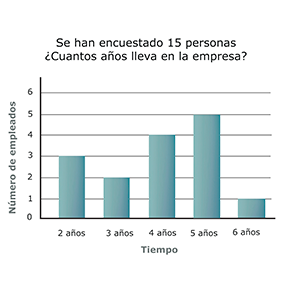 Se han encuestado 15 personas
¿Cuantos años lleva en la empresa?
Número de empleados
6
5
4
3
2
1
0
2 años
3 años
4 años
5 años
6 años
Tiempo